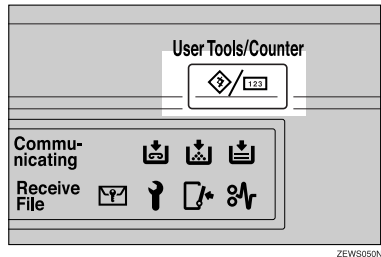 User Tools/Counter
123
Commu-
nicating
Receive
File
ZEWS050N